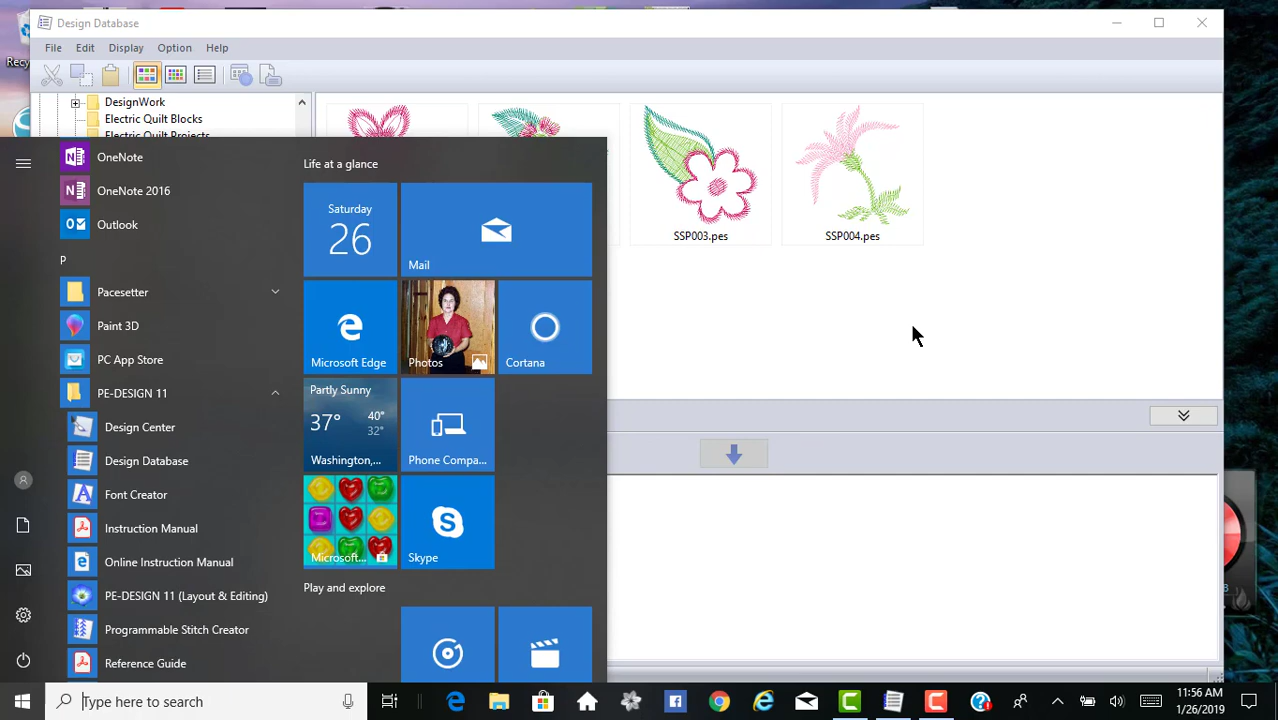 Design Database
File Edit Display Option Help
DesignWork
Electric Quilt Blocks
Electric Quilt Projects
SSP003.pes
SSP004.pes
OneNote
OneNote 2016
Outlook
P
Pacesetter
Paint 3D
PC App Store
PE-DESIGN 11
Design Center
Design Database
Font Creator
Instruction Manual
Online Instruction Manual
PE-DESIGN 11 (Layout & Editing)
Programmable Stitch Creator
Reference Guide
Life at a glance
Saturday
26
Mail
Microsoft Edge
Photos
Cortana
Partly Sunny
37° 40°
32°
Washington,...
Phone Compa...
Microsoft...
Skype
Play and explore
Type here to search
11:56 AM
1/26/2019